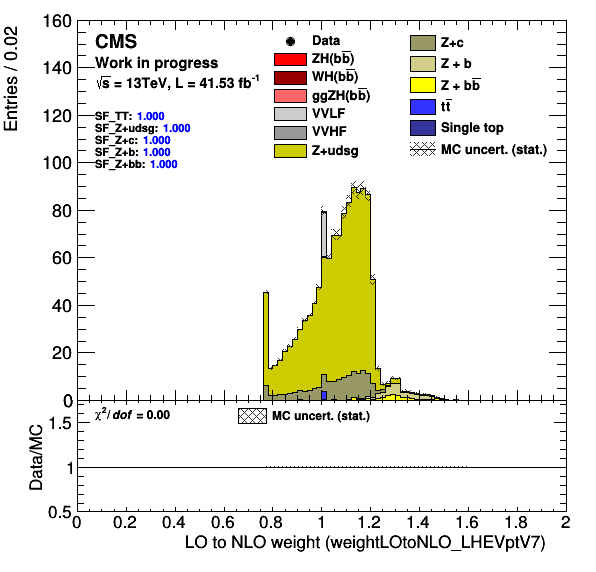 CMS
Work in progress
√s = 13TeV, L = 41.53 fb⁻¹
SF_TT: 1.000
SF_Z+udsg: 1.000
SF_Z+c: 1.000
SF_Z+b: 1.000
SF_Z+bb: 1.000
Data
ZH(bb̅)
WH(bb̅)
ggZH(bb̅)
VVLF
VVHF
Z+udsg
Z+c
Z + b
Z + bb̅
tt̅
Single top
MC uncert. (stat.)
Entries / 0.02
160
140
120
100
80
60
40
20
0
χ²/dof = 0.00
MC uncert. (stat.)
Data/MC
1.5
1
0.5
0 0.2 0.4 0.6 0.8 1 1.2 1.4 1.6 1.8 2
LO to NLO weight (weightLOtoNLO_LHEVptV7)